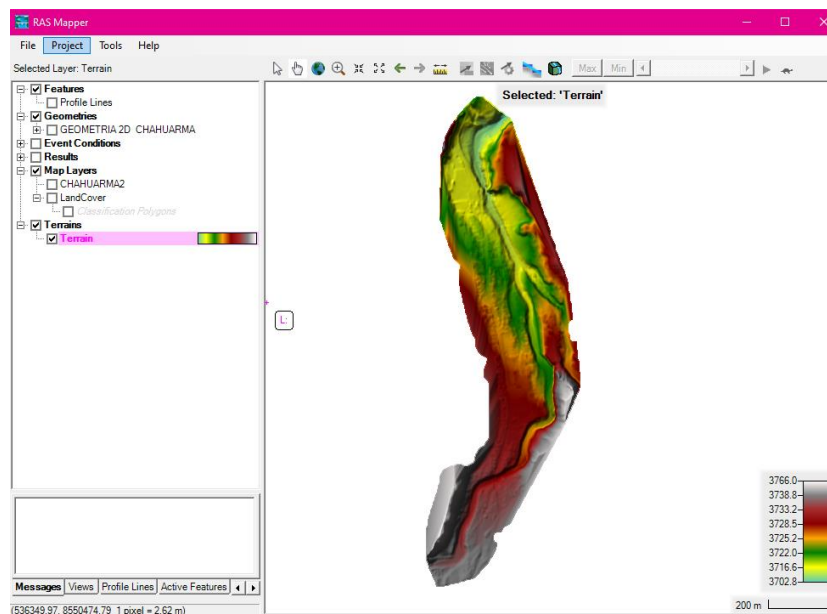 RAS Mapper
File Project Tools Help
Selected Layer: Terrain
Max Min
Features
Profile Lines
Geometries
GEOMETRIA 2D CHAHUARMA
Event Conditions
Results
Map Layers
CHAHUARMA2
LandCover
Classification Polygons
Terrains
Terrain
Selected: 'Terrain'
L:
3766.0
3738.8
3733.2
3728.5
3725.2
3722.0
3716.6
3702.8
200 m
Messages Views Profile Lines Active Features
(536349.97, 8550474.79 1 pixel = 2.62 m)